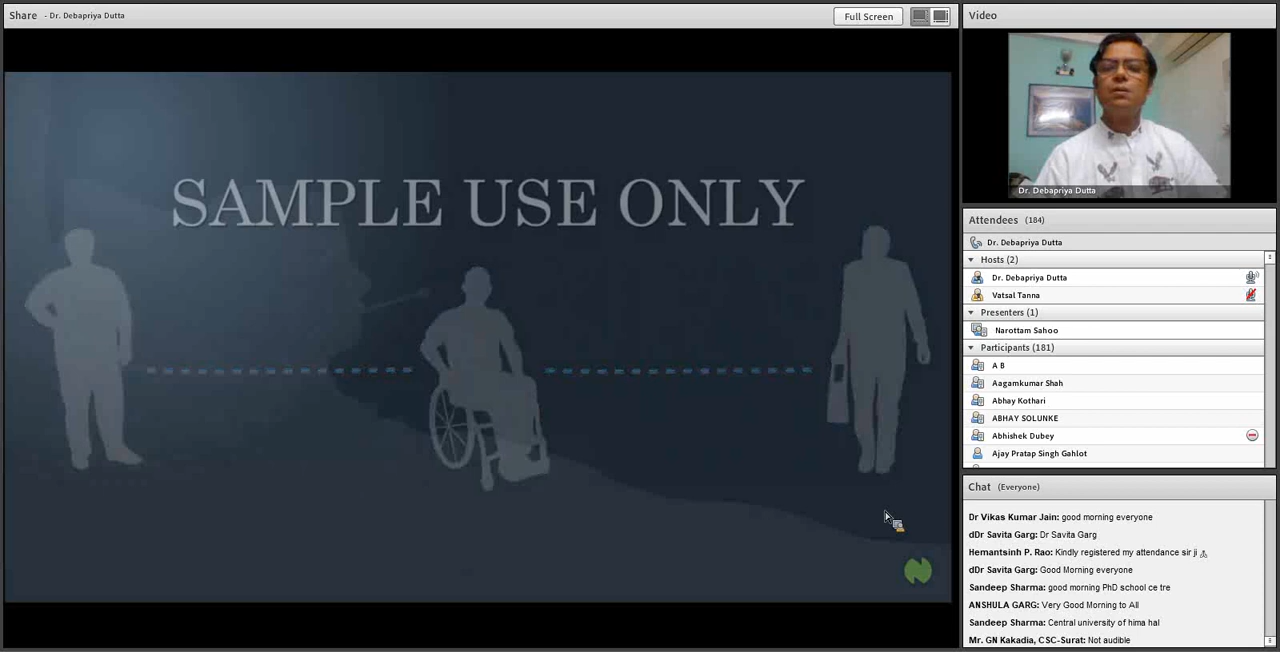 Share - Dr. Debapriya Dutta
Full Screen
SAMPLE USE ONLY
Video
Dr. Debapriya Dutta
Attendees (184)
Dr. Debapriya Dutta
Hosts (2)
Dr. Debapriya Dutta
Vatsal Tanna
Presenters (1)
Narottam Sahoo
Participants (181)
A B
Aagamkumar Shah
Abhay Kothari
ABHAY SOLUNKE
Abhishek Dubey
Ajay Pratap Singh Gahlot
Chat (Everyone)
Dr Vikas Kumar Jain: good morning everyone
dDr Savita Garg: Dr Savita Garg
Hemantsinh P. Rao: Kindly registered my attendance sir ji
dDr Savita Garg: Good Morning everyone
Sandeep Sharma: good morning PhD school ce tre
ANSHULA GARG: Very Good Morning to All
Sandeep Sharma: Central university of hima hal
Mr. GN Kakadia, CSC-Surat: Not audible